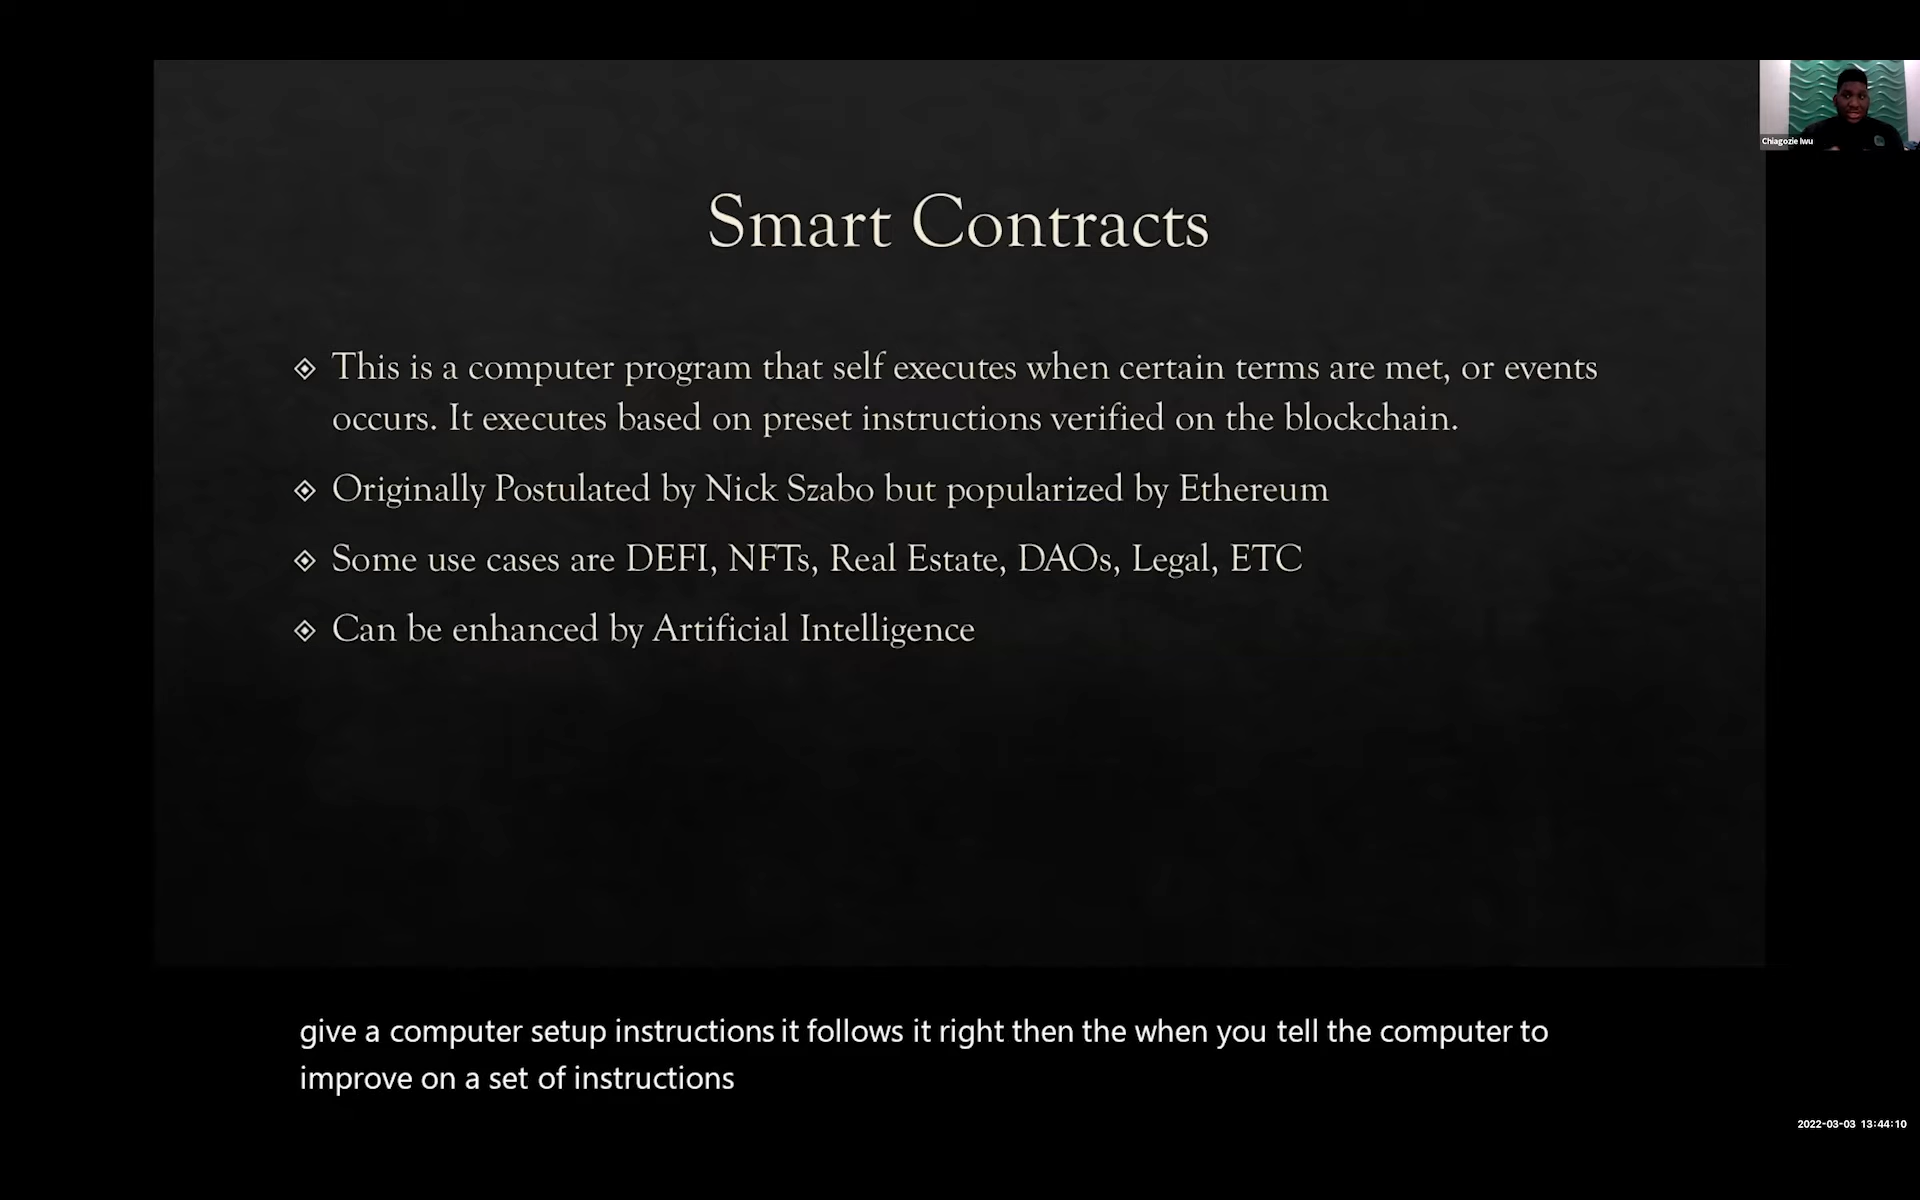 Chiagozie Iwu
Smart Contracts
This is a computer program that self executes when certain terms are met, or events
occurs. It executes based on preset instructions verified on the blockchain.
Originally Postulated by Nick Szabo but popularized by Ethereum
Some use cases are DEFI, NFTs, Real Estate, DAOs, Legal, ETC
Can be enhanced by Artificial Intelligence
give a computer setup instructions it follows it right then the when you tell the computer to
improve on a set of instructions
2022-03-03 13:44:10